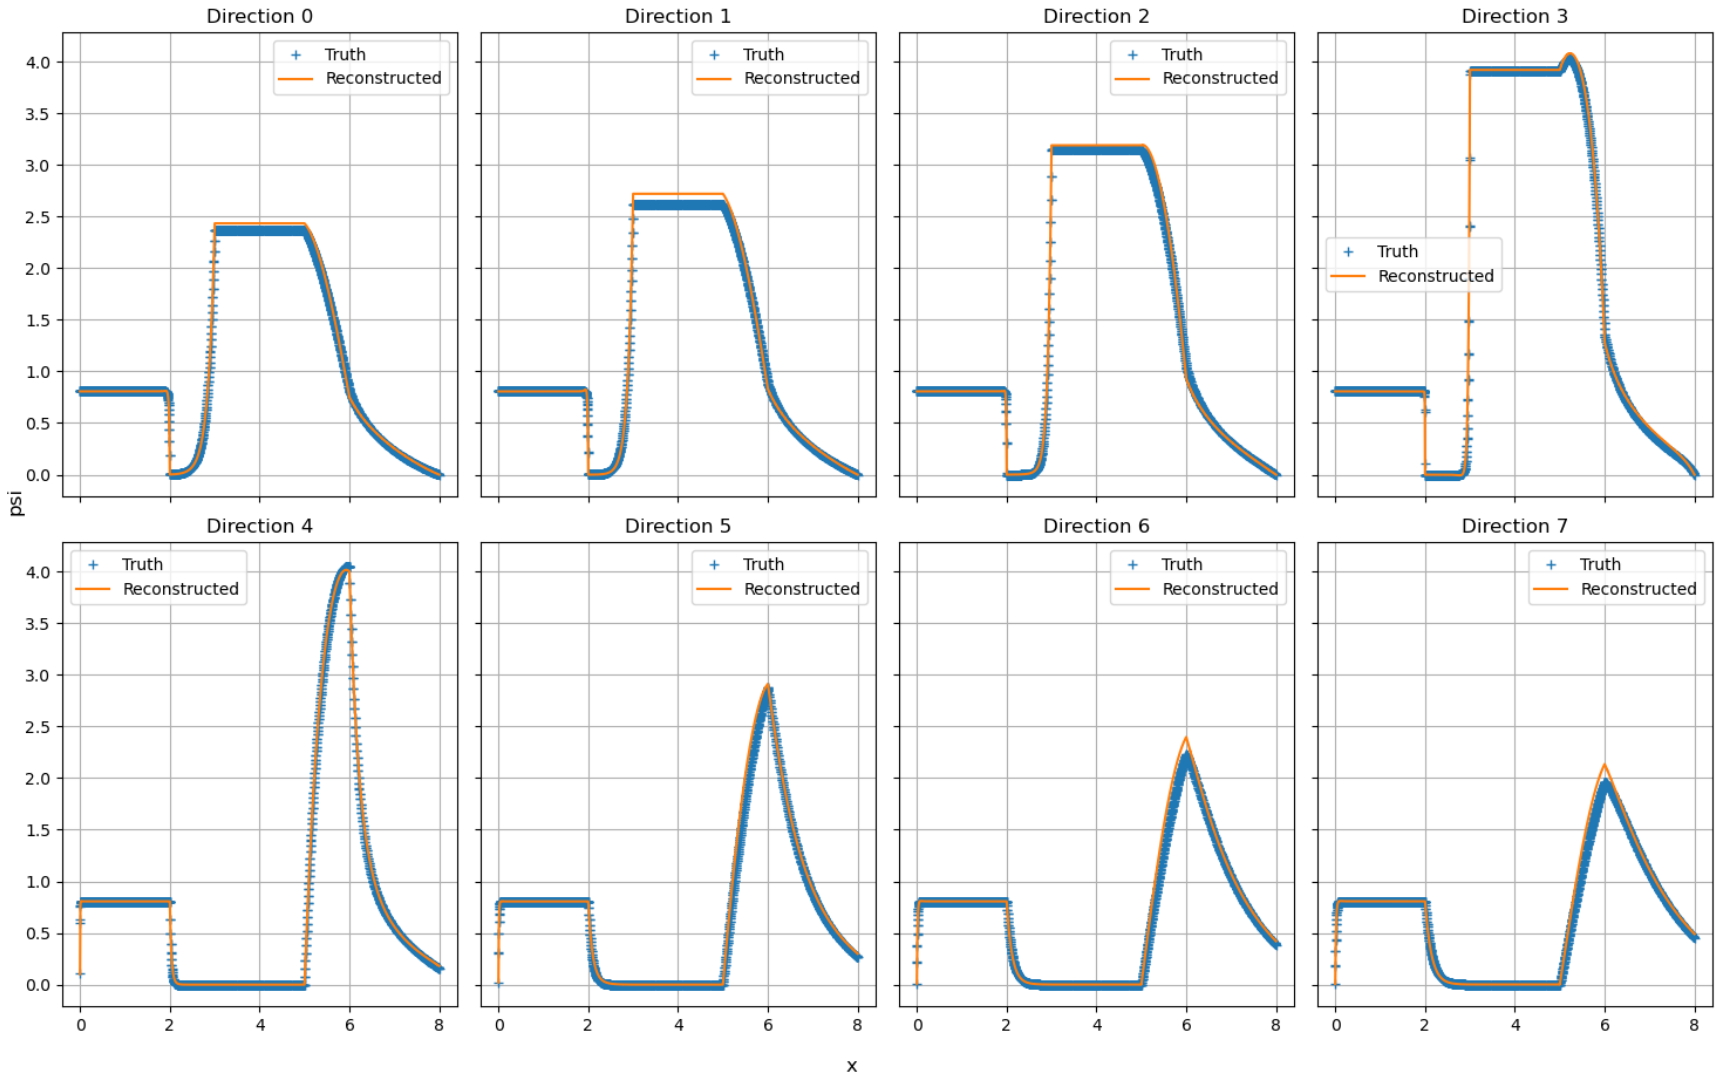 Direction 0
4.0
3.5
3.0
2.5
2.0
1.5
1.0
0.5
0.0
Truth
Reconstructed
Direction 1
Truth
Reconstructed
Direction 2
Truth
Reconstructed
Direction 3
Truth
Reconstructed
psi
Direction 4
4.0
3.5
3.0
2.5
2.0
1.5
1.0
0.5
0.0
Truth
Reconstructed
0 2 4 6 8
Direction 5
Truth
Reconstructed
0 2 4 6 8
Direction 6
Truth
Reconstructed
0 2 4 6 8
Direction 7
Truth
Reconstructed
0 2 4 6 8
x